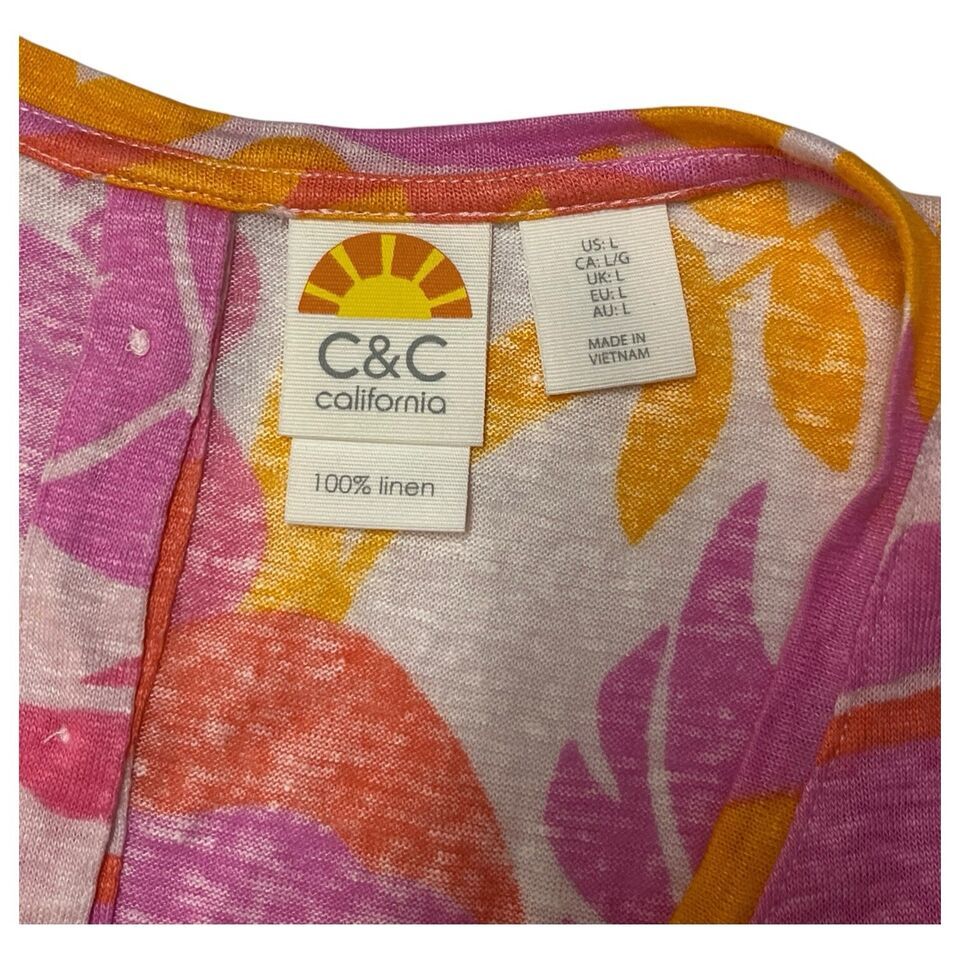 C&C
california
100% linen
US: L
CA: L/G
UK: L
EU: L
AU: L
MADE IN
VIETNAM